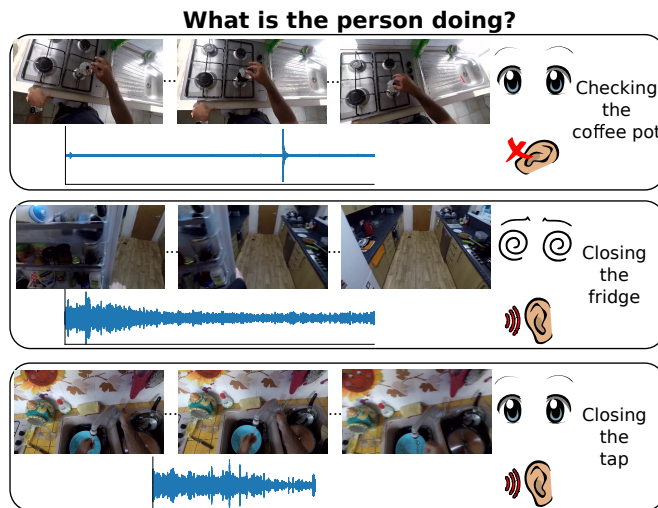 What is the person doing?
Checking
the
coffee pot
Closing
the
fridge
Closing
the
tap